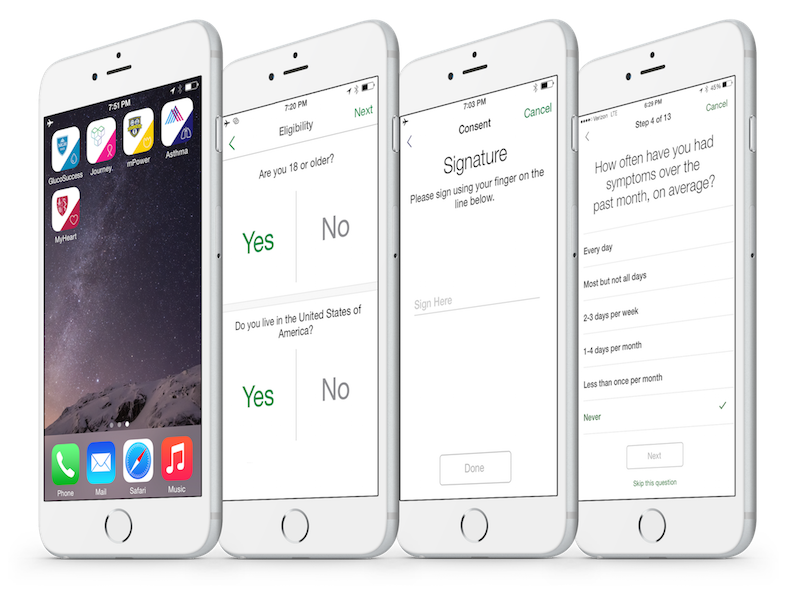 7:51 PM
GlucoSuccess
Journey.
mPower
Asthma
MyHeart
Phone
Mail
Safari
Music
7:20 PM
Eligibility
Next
Are you 18 or older?
Yes
No
Do you live in the United States of
America?
Yes
No
7:03 PM
Consent
Cancel
Signature
Please sign using your finger on the
line below.
Sign Here
Done
Verizon LTE
6:29 PM
45%
Step 4 of 13
Cancel
How often have you had
symptoms over the
past month, on average?
Every day
Most but not all days
2-3 days per week
1-4 days per month
Less than once per month
Never
Next
Skip this question